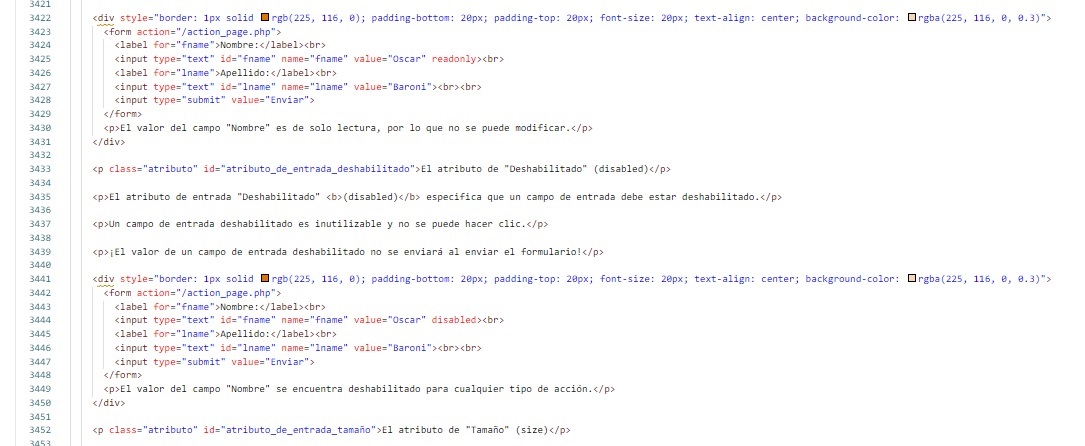 3421
3422 <div style="border: 1px solid rgb(225, 116, 0); padding-bottom: 20px; padding-top: 20px; font-size: 20px; text-align: center; background-color: rgba(225, 116, 0, 0.3)">
3423 <form action="/action_page.php">
3424 <label for="fname">Nombre:</label><br>
3425 <input type="text" id="fname" name="fname" value="Oscar" readonly><br>
3426 <label for="lname">Apellido:</label><br>
3427 <input type="text" id="lname" name="lname" value="Baroni"><br><br>
3428 <input type="submit" value="Enviar">
3429 </form>
3430 <p>El valor del campo "Nombre" es de solo lectura, por lo que no se puede modificar.</p>
3431 </div>
3432
3433 <p class="atributo" id="atributo_de_entrada_deshabilitado">El atributo de "Deshabilitado" (disabled)</p>
3434
3435 <p>El atributo de entrada "Deshabilitado" <b>(disabled)</b> especifica que un campo de entrada debe estar deshabilitado.</p>
3436
3437 <p>Un campo de entrada deshabilitado es inutilizable y no se puede hacer clic.</p>
3438
3439 <p>¡El valor de un campo de entrada deshabilitado no se enviará al enviar el formulario!</p>
3440
3441 <div style="border: 1px solid rgb(225, 116, 0); padding-bottom: 20px; padding-top: 20px; font-size: 20px; text-align: center; background-color: rgba(225, 116, 0, 0.3)">
3442 <form action="/action_page.php">
3443 <label for="fname">Nombre:</label><br>
3444 <input type="text" id="fname" name="fname" value="Oscar" disabled><br>
3445 <label for="lname">Apellido:</label><br>
3446 <input type="text" id="lname" name="lname" value="Baroni"><br><br>
3447 <input type="submit" value="Enviar">
3448 </form>
3449 <p>El valor del campo "Nombre" se encuentra deshabilitado para cualquier tipo de acción.</p>
3450 </div>
3451
3452 <p class="atributo" id="atributo_de_entrada_tamaño">El atributo de "Tamaño" (size)</p>
3453